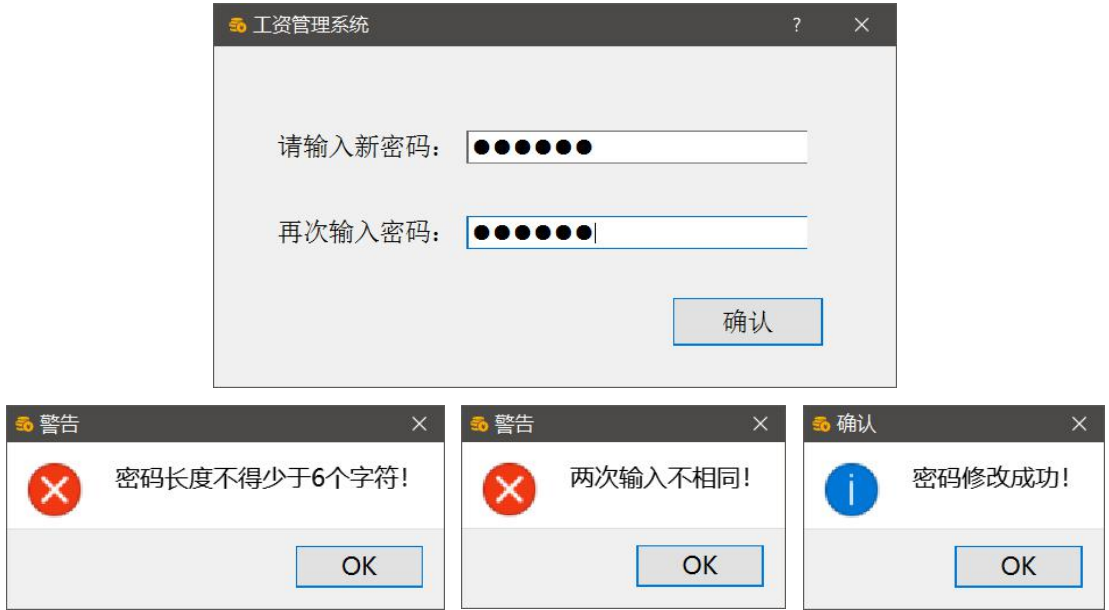 工资管理系统
?
请输入新密码：
●●●●●●
再次输入密码：
●●●●●●
确认
警告
密码长度不得少于6个字符！
OK
警告
两次输入不相同！
OK
确认
密码修改成功！
OK